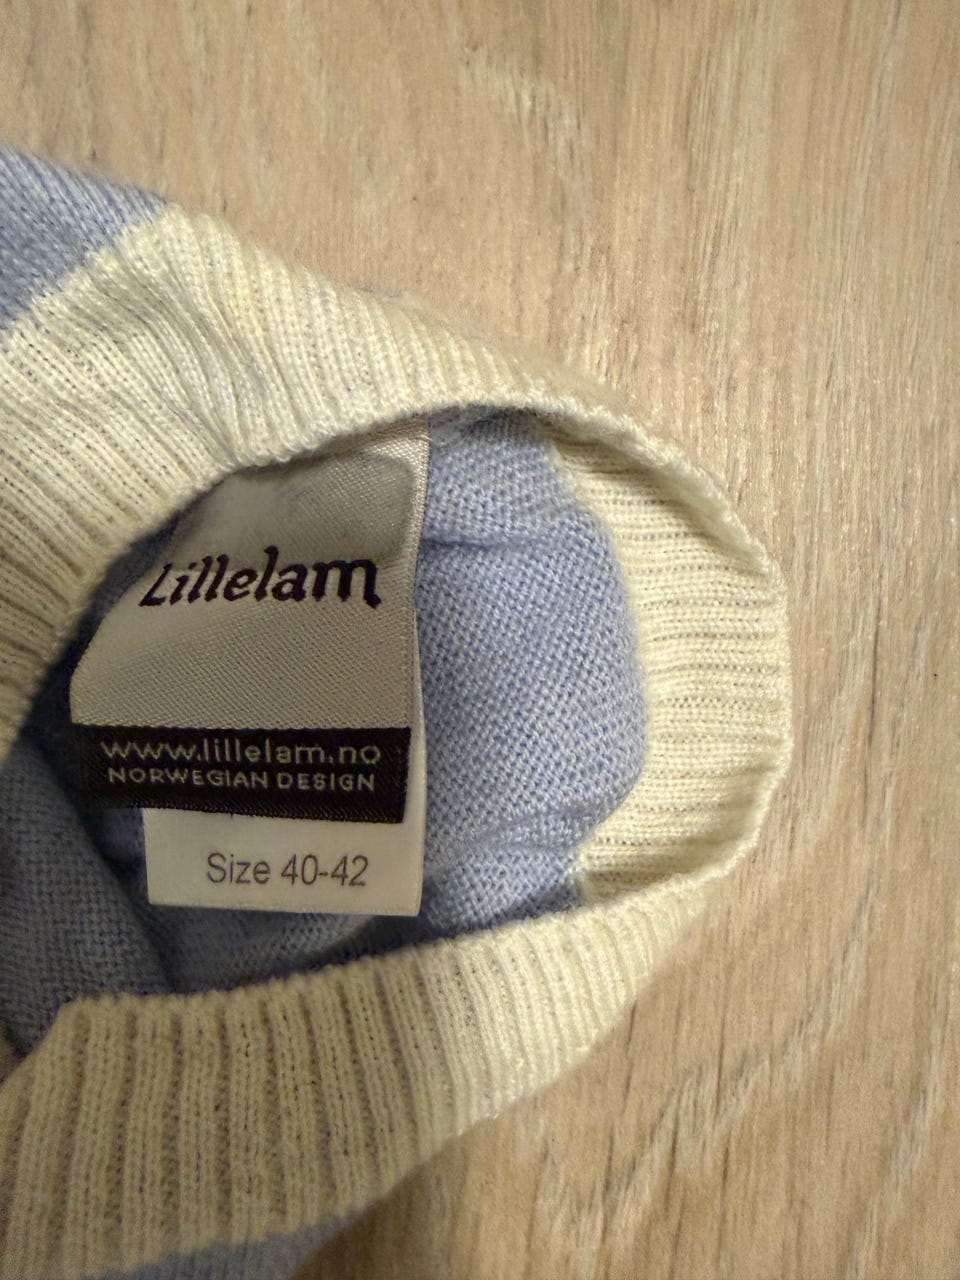 Lillelam
www.lillelam.no
NORWEGIAN DESIGN
Size 40-42